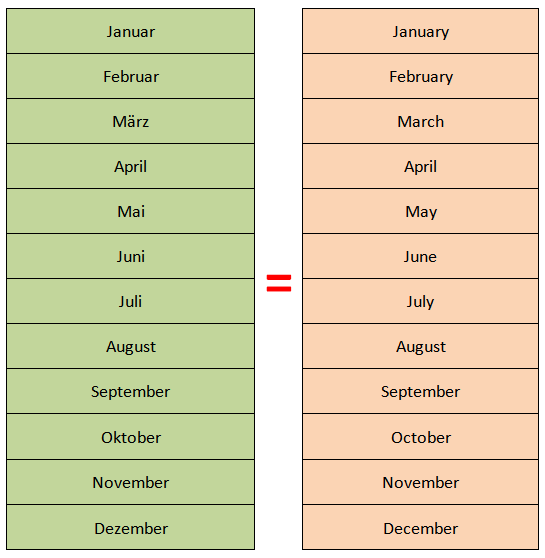 Januar January
Februar February
März March
April April
Mai May
Juni June
=
Juli July
August August
September September
Oktober October
November November
Dezember December